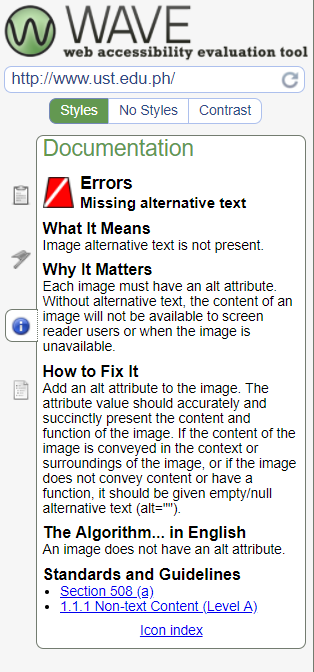 WAVE
web accessibility evaluation tool
http://www.ust.edu.ph/
Styles No Styles Contrast
Documentation
Errors
Missing alternative text
What It Means
Image alternative text is not present.
Why It Matters
Each image must have an alt attribute.
Without alternative text, the content of an
image will not be available to screen
reader users or when the image is
unavailable.
How to Fix It
Add an alt attribute to the image. The
attribute value should accurately and
succinctly present the content and
function of the image. If the content of the
image is conveyed in the context or
surroundings of the image, or if the image
does not convey content or have a
function, it should be given empty/null
alternative text (alt="").
The Algorithm... in English
An image does not have an alt attribute.
Standards and Guidelines
• Section 508 (a)
• 1.1.1 Non-text Content (Level A)
Icon index